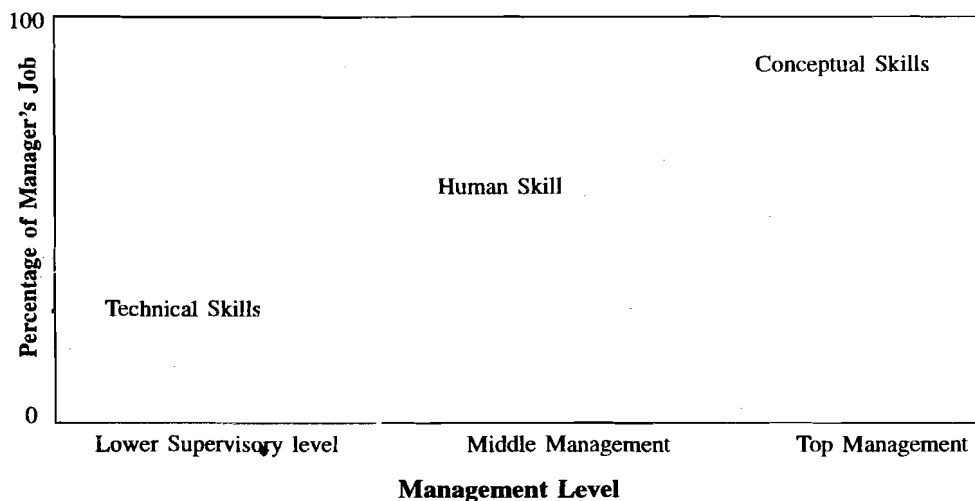 100
Conceptual Skills
Percentage of Manager's Job
Human Skill
Technical Skills
0
Lower Supervisory level Middle Management Top Management
Management Level